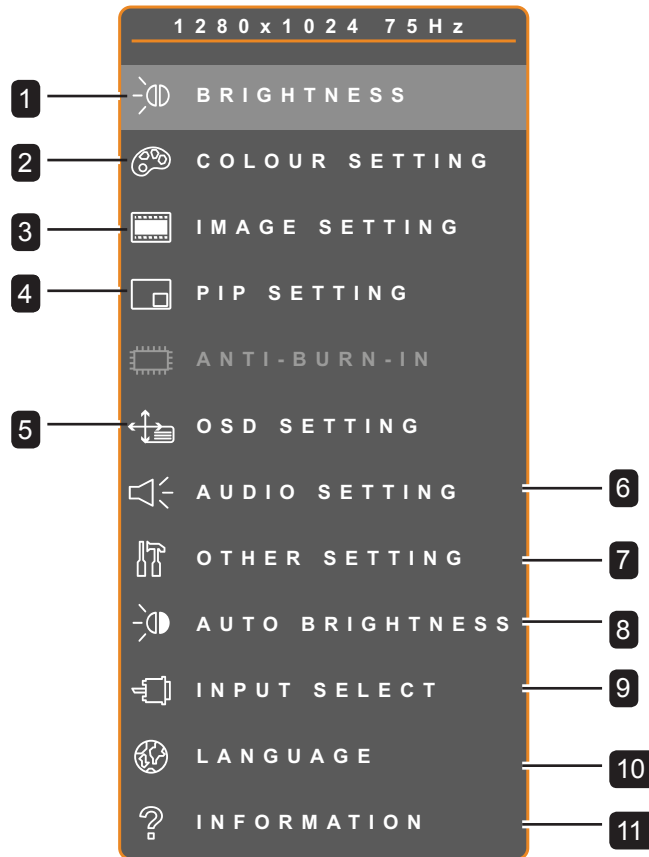 1280x1024 75Hz
1 BRIGHTNESS
2 COLOUR SETTING
3 IMAGE SETTING
4 PIP SETTING
ANTI-BURN-IN
5 OSD SETTING
AUDIO SETTING 6
OTHER SETTING 7
AUTO BRIGHTNESS 8
INPUT SELECT 9
LANGUAGE 10
? INFORMATION 11